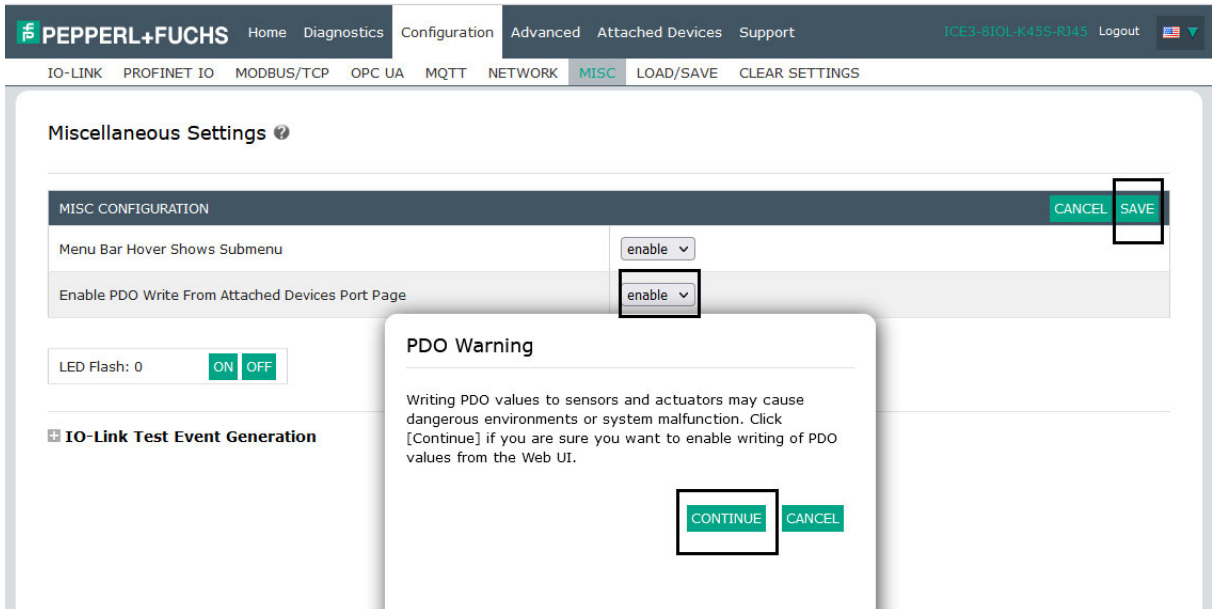 PEPPERL+FUCHS Home Diagnostics Configuration Advanced Attached Devices Support ICE3-8IOL-K45S-RJ45 Logout
IO-LINK PROFINET IO MODBUS/TCP OPC UA MQTT NETWORK MISC LOAD/SAVE CLEAR SETTINGS
Miscellaneous Settings ?
MISC CONFIGURATION CANCEL SAVE
Menu Bar Hover Shows Submenu enable
Enable PDO Write From Attached Devices Port Page enable
LED Flash: 0 ON OFF
IO-Link Test Event Generation
PDO Warning
Writing PDO values to sensors and actuators may cause
dangerous environments or system malfunction. Click
[Continue] if you are sure you want to enable writing of PDO
values from the Web UI.
CONTINUE CANCEL